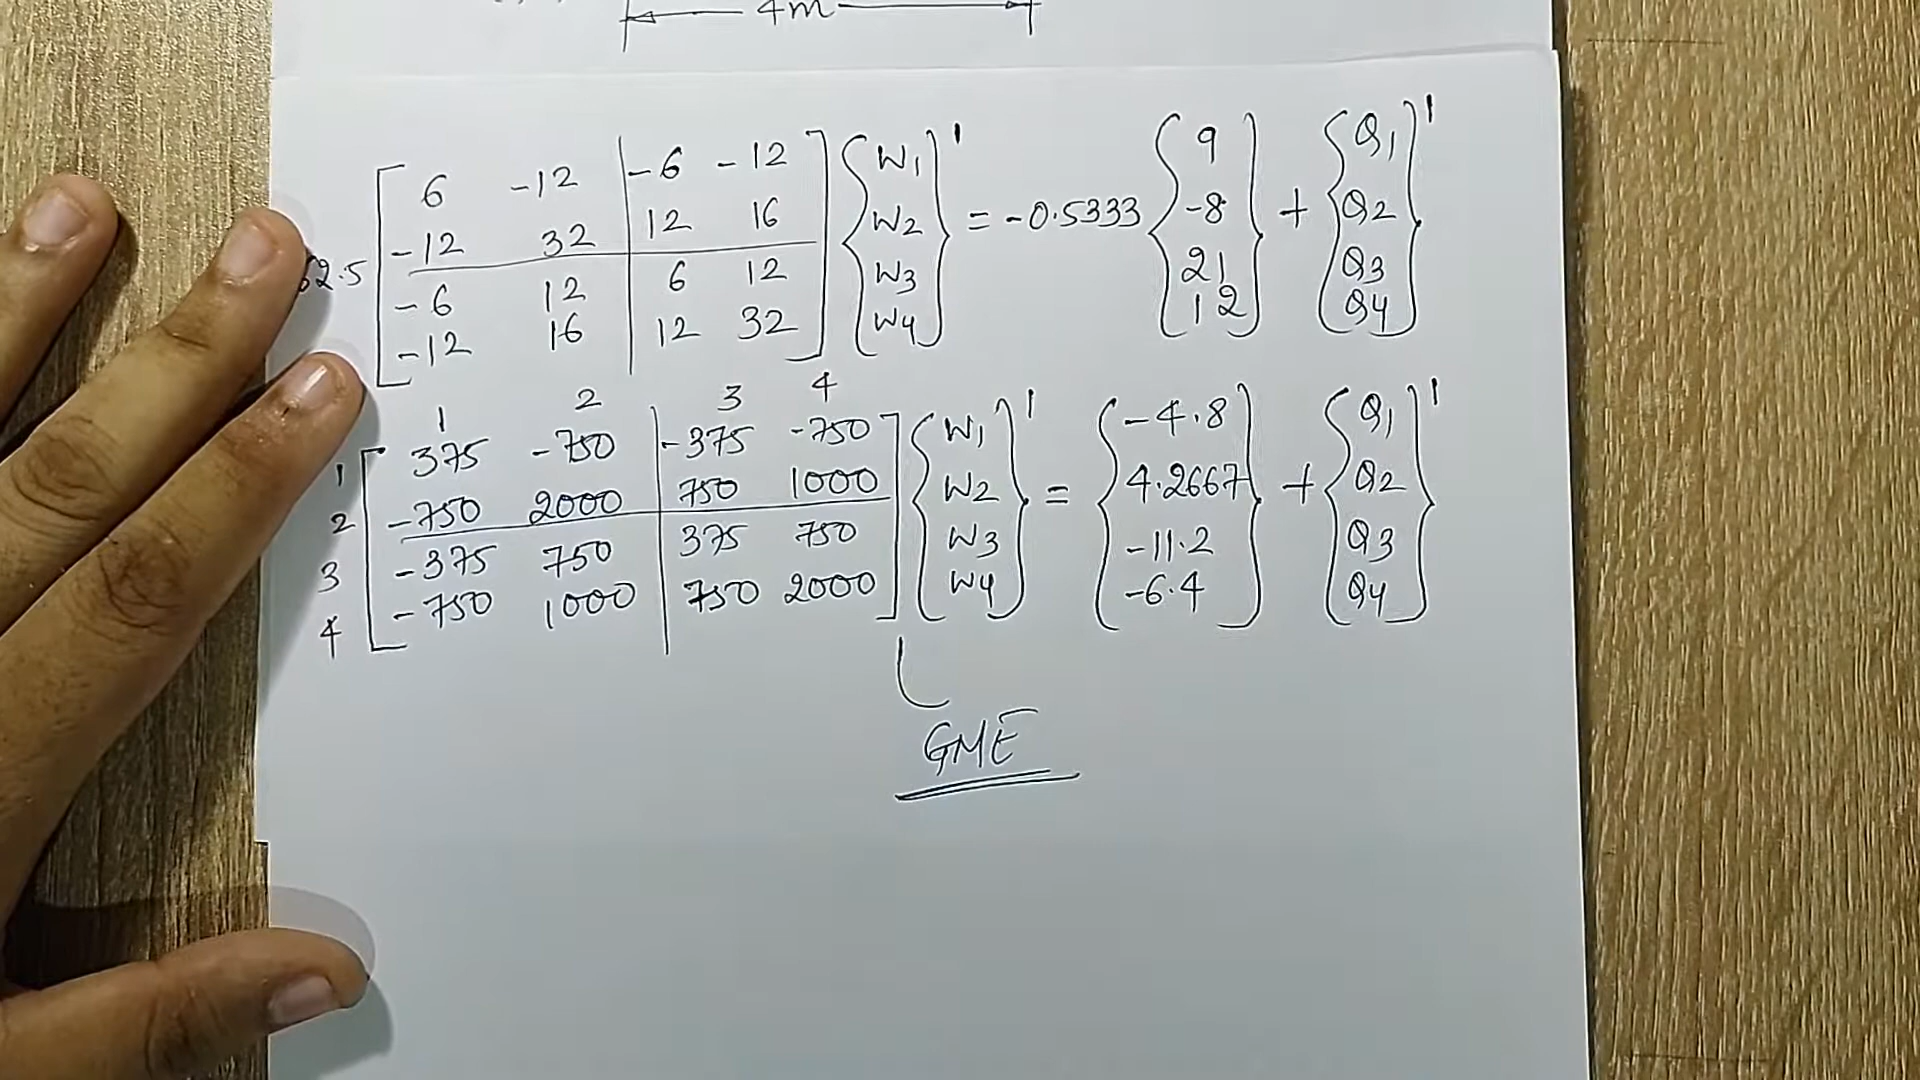 4m
2.5 [ 6 -12 | -6 -12 ] { W1 }' = -0.5333 { 9 } + { Q1 }'
-12 32 | 12 16 W2 -8 Q2
-6 12 | 6 12 W3 21 Q3
-12 16 | 12 32 W4 12 Q4
1 2 3 4
1 [ 375 -750 | -375 -750 ] { W1 }' = { -4.8 } + { Q1 }'
2 -750 2000 | 750 1000 W2 4.2667 Q2
3 -375 750 | 375 750 W3 -11.2 Q3
4 -750 1000 | 750 2000 W4 -6.4 Q4
GME